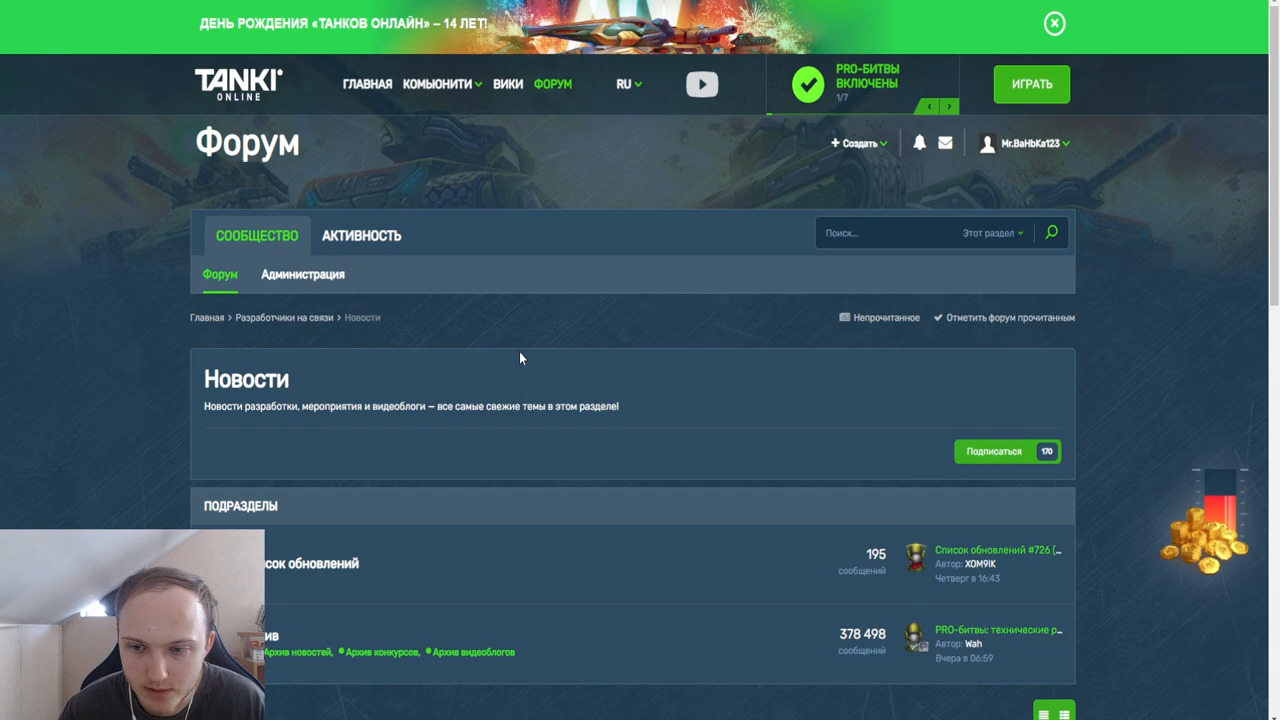 ДЕНЬ РОЖДЕНИЯ «ТАНКОВ ОНЛАЙН» – 14 ЛЕТ!
TANKI
ONLINE
ГЛАВНАЯ КОМЬЮНИТИ ВИКИ ФОРУМ RU
PRO-БИТВЫ
ВКЛЮЧЕНЫ
1/7
ИГРАТЬ
Форум
+ Создать
Mr.BaHbKa123
СООБЩЕСТВО АКТИВНОСТЬ
Поиск... Этот раздел
Форум Администрация
Главная > Разработчики на связи > Новости
Непрочитанное Отметить форум прочитанным
Новости
Новости разработки, мероприятия и видеоблоги — все самые свежие темы в этом разделе!
Подписаться 170
ПОДРАЗДЕЛЫ
сок обновлений
195
сообщений
Список обновлений #726 (...
Автор: XOM9IK
Четверг в 16:43
ив
Архив новостей, Архив конкурсов, Архив видеоблогов
378 498
сообщений
PRO-битвы: технические р...
Автор: Wah
Вчера в 06:59